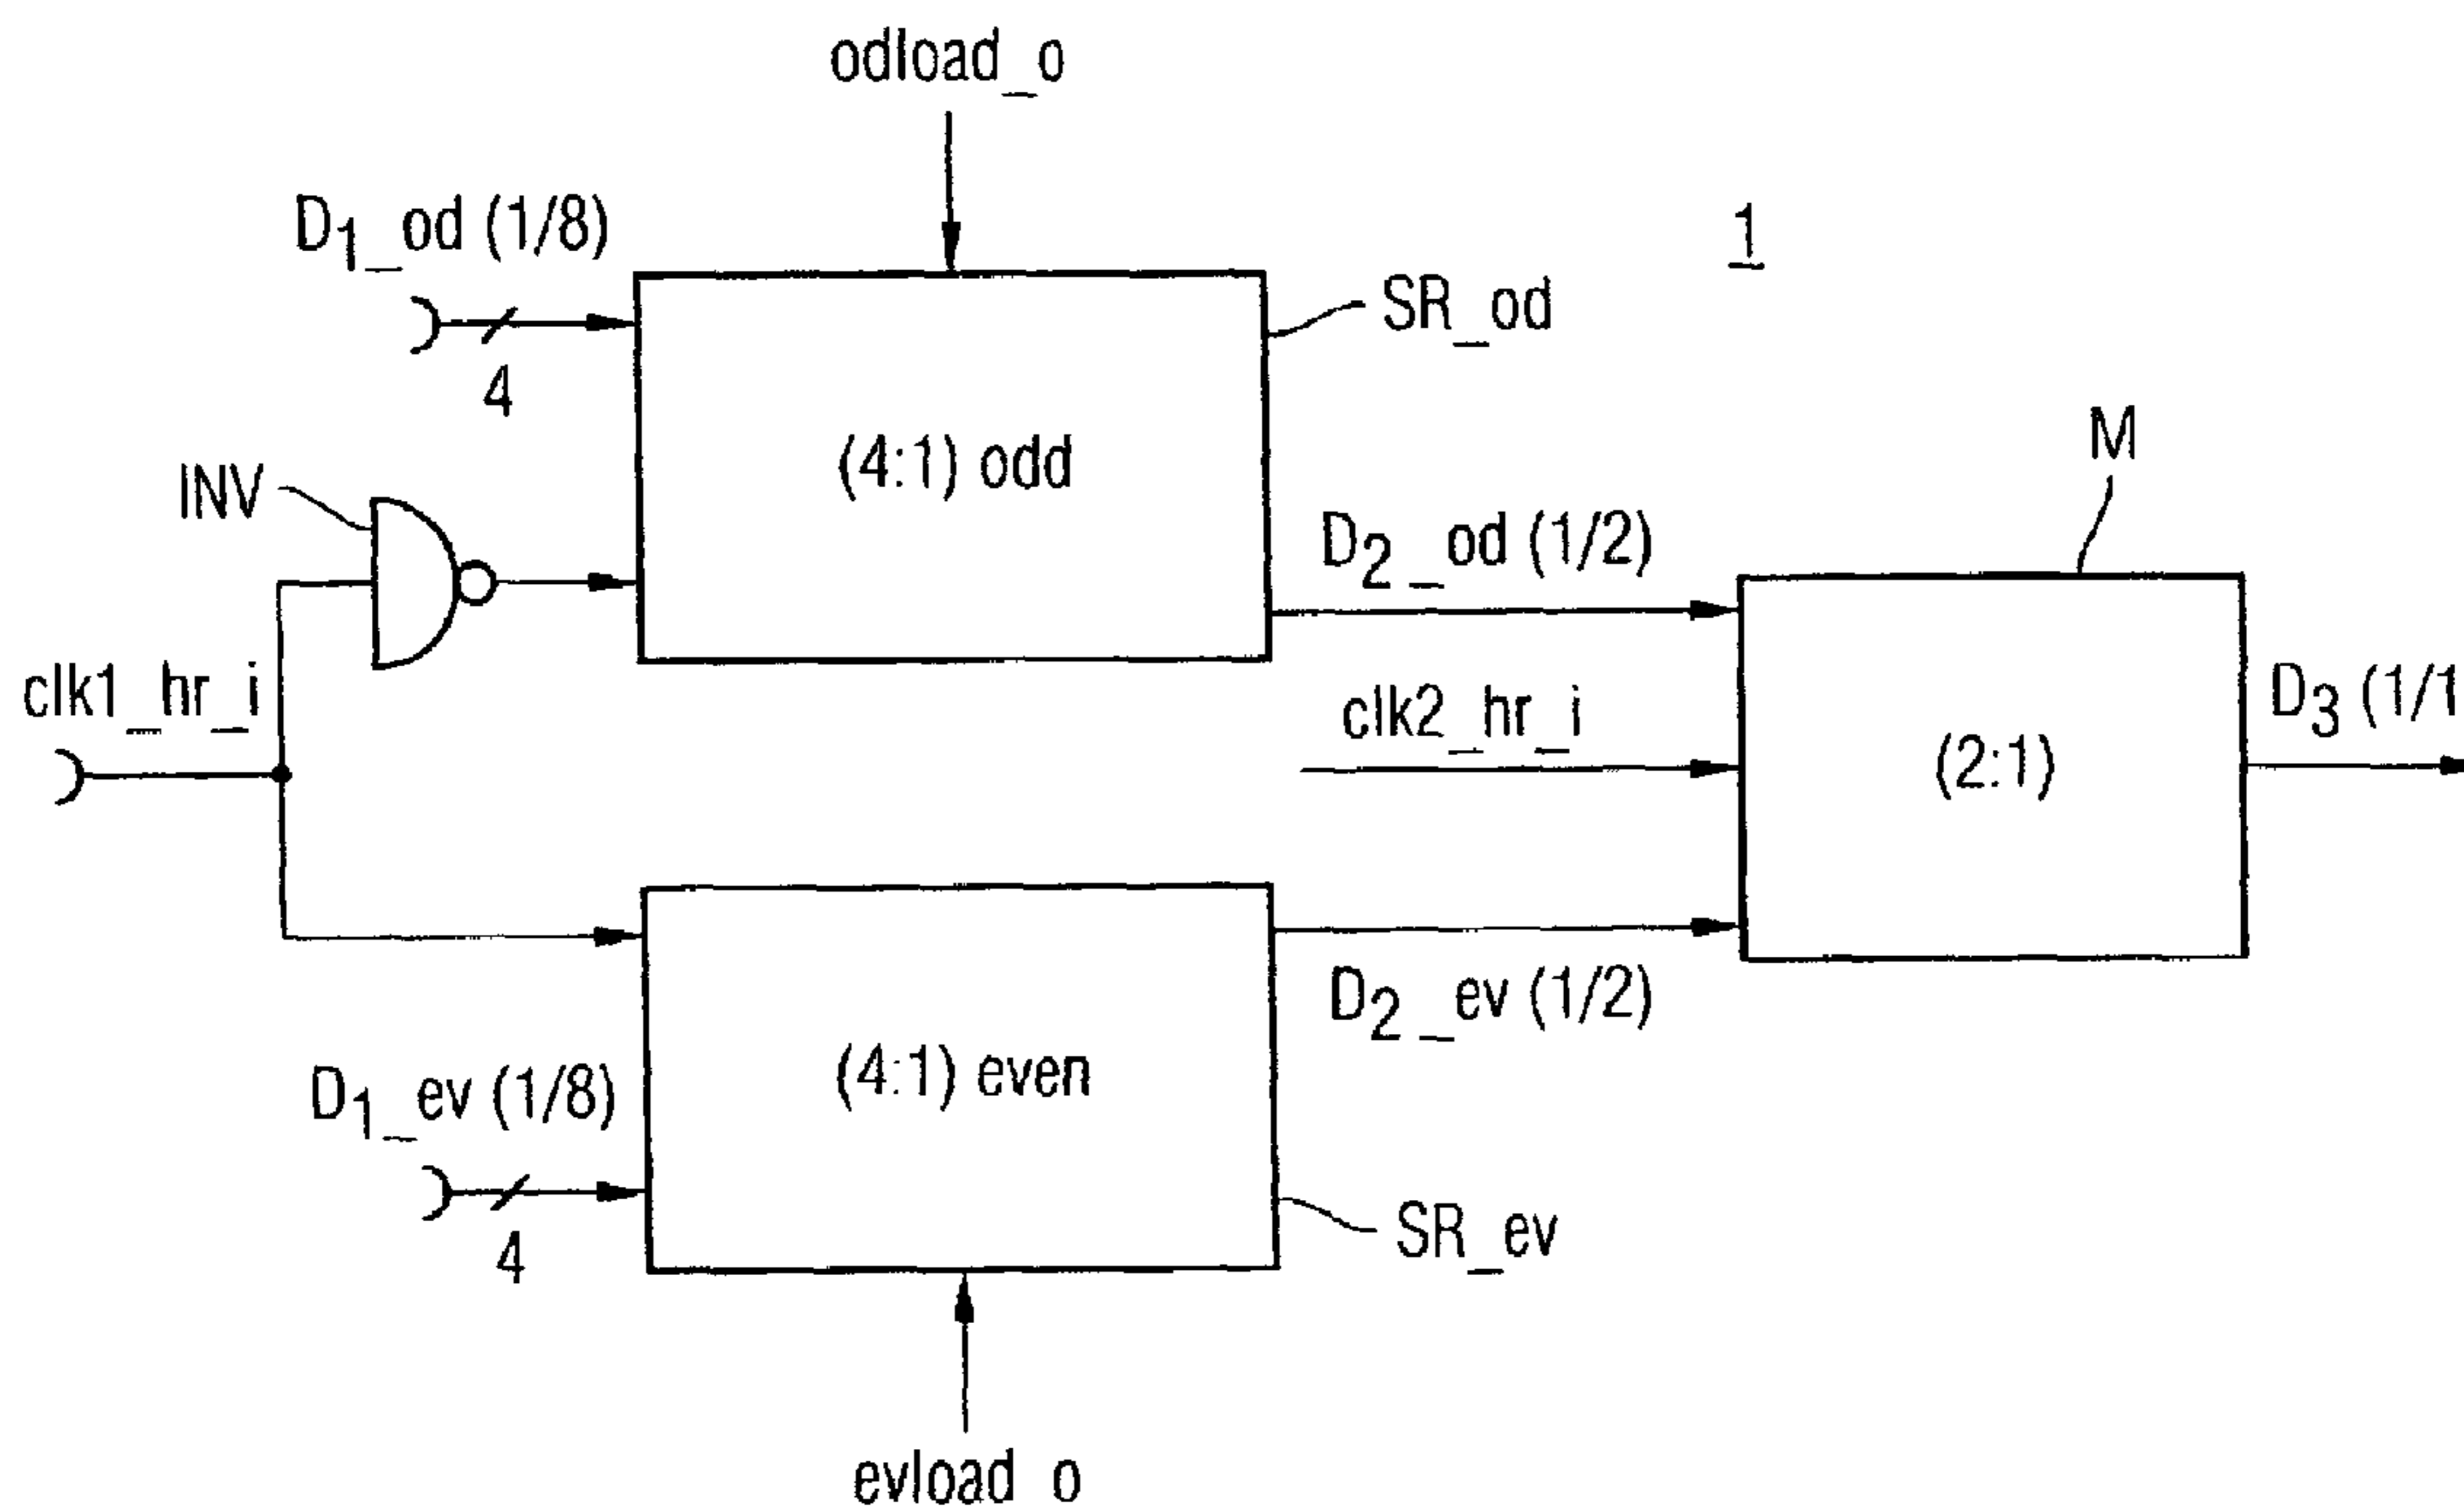 odload_o
D1_od (1/8)
1
SR_od
4
M
(4:1) odd
INV
D2_od (1/2)
clk1_hr_i
clk2_hr_i
D3 (1/1
(2:1)
D2_ev (1/2)
(4:1) even
D1_ev (1/8)
SR_ev
4
evload_o